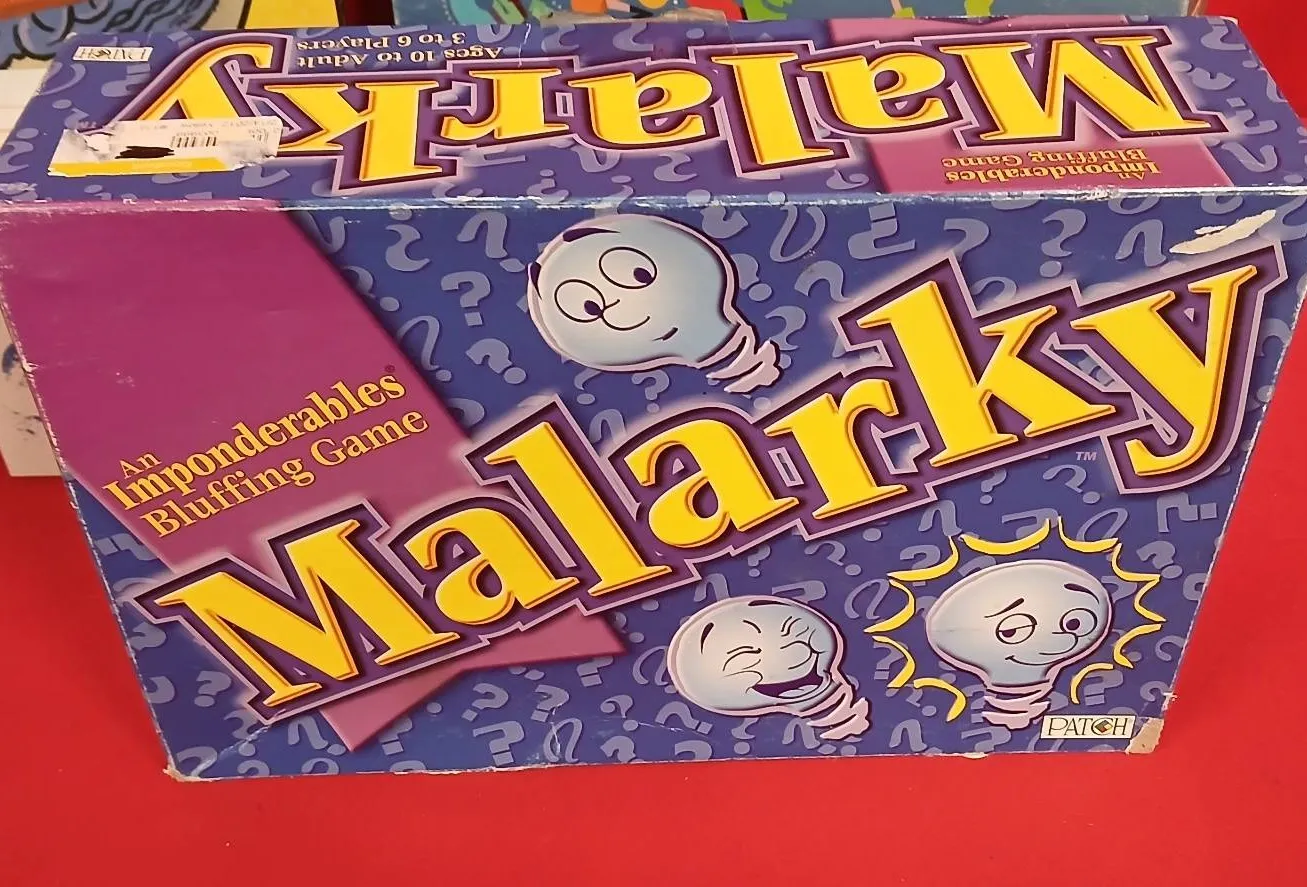 PATCH
Ages 10 to Adult
3 to 6 Players
Malarky
An
Imponderables®
Bluffing Game
An
Imponderables®
Bluffing Game
Malarky
TM
PATCH